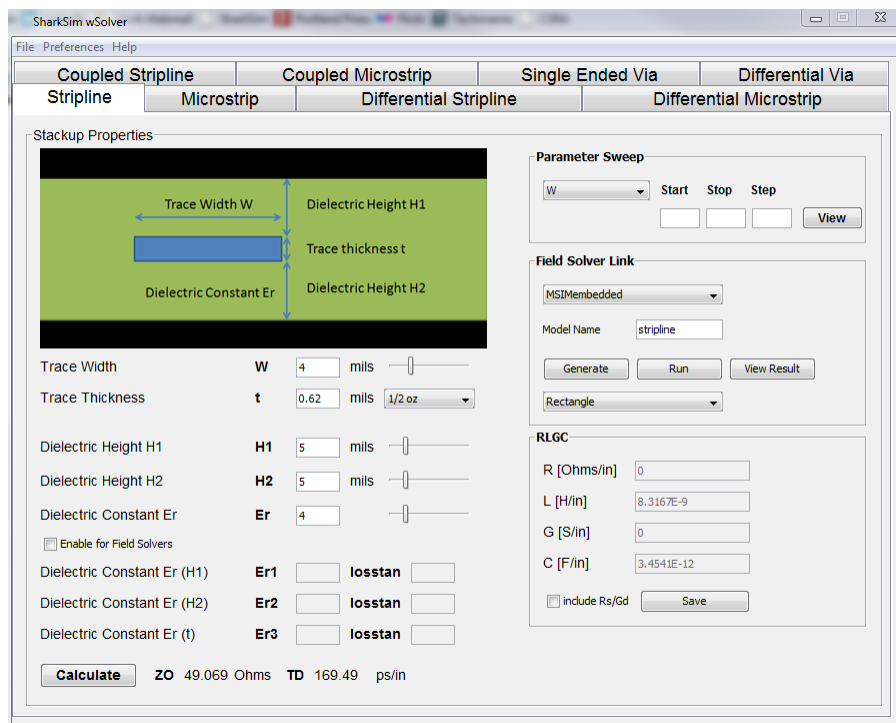 SharkSim wSolver
File Preferences Help
Coupled Stripline Coupled Microstrip Single Ended Via Differential Via
Stripline Microstrip Differential Stripline Differential Microstrip
Stackup Properties
Trace Width W
Dielectric Height H1
Trace thickness t
Dielectric Constant Er
Dielectric Height H2
Trace Width W 4 mils
Trace Thickness t 0.62 mils 1/2 oz
Dielectric Height H1 H1 5 mils
Dielectric Height H2 H2 5 mils
Dielectric Constant Er Er 4
Enable for Field Solvers
Dielectric Constant Er (H1) Er1 losstan
Dielectric Constant Er (H2) Er2 losstan
Dielectric Constant Er (t) Er3 losstan
Calculate ZO 49.069 Ohms TD 169.49 ps/in
Parameter Sweep
W Start Stop Step
View
Field Solver Link
MSIMembedded
Model Name stripline
Generate Run View Result
Rectangle
RLGC
R [Ohms/in] 0
L [H/in] 8.3167E-9
G [S/in] 0
C [F/in] 3.4541E-12
include Rs/Gd Save